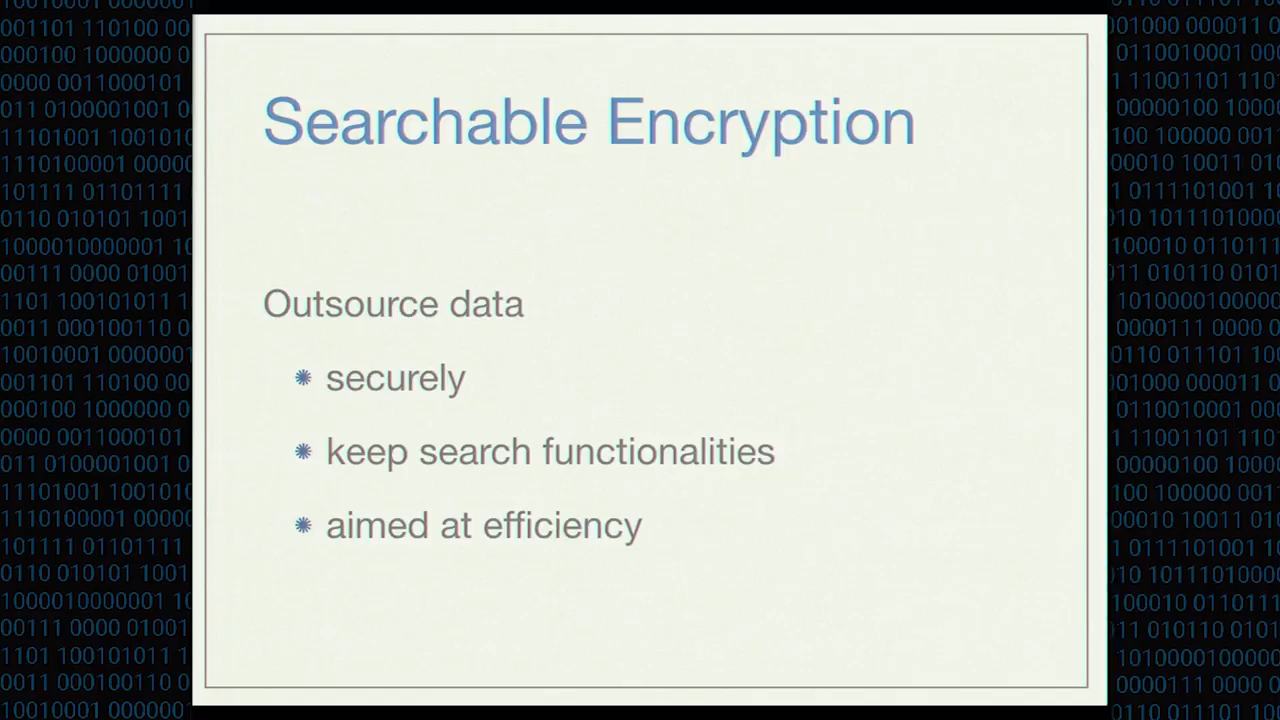 Searchable Encryption
Outsource data
securely
keep search functionalities
aimed at efficiency